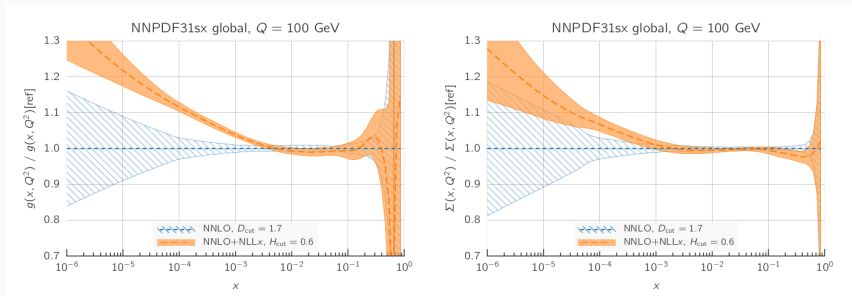 NNPDF31sx global, Q = 100 GeV
g(x, Q²) / g(x, Q²)[ref]
1.3
1.2
1.1
1.0
0.9
0.8
0.7
NNLO, D_cut = 1.7
NNLO+NLLx, H_cut = 0.6
10⁻⁶
10⁻⁵
10⁻⁴
10⁻³
10⁻²
10⁻¹
10⁰
x
NNPDF31sx global, Q = 100 GeV
Σ(x, Q²) / Σ(x, Q²)[ref]
1.3
1.2
1.1
1.0
0.9
0.8
0.7
NNLO, D_cut = 1.7
NNLO+NLLx, H_cut = 0.6
10⁻⁶
10⁻⁵
10⁻⁴
10⁻³
10⁻²
10⁻¹
10⁰
x